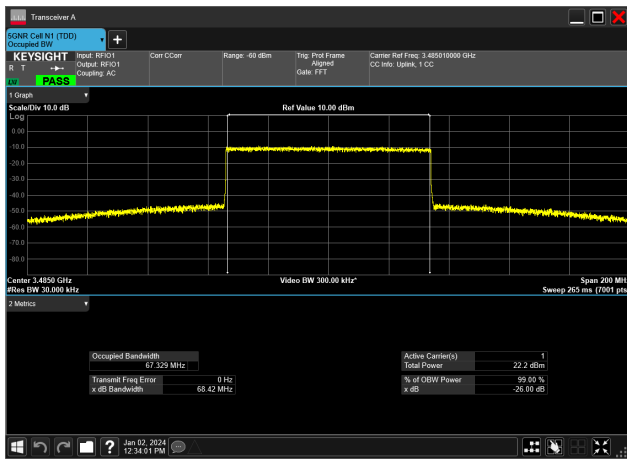 Transceiver A
5GNR Cell N1 (TDD)
Occupied BW
KEYSIGHT Input: RFIO1 Corr CCorr Range: -60 dBm Trig: Prot Frame Carrier Ref Freq: 3.485010000 GHz
R T Output: RFIO1 Aligned CC Info: Uplink, 1 CC
Coupling: AC Gate: FFT
PASS
1 Graph
Scale/Div 10.0 dB Ref Value 10.00 dBm
Log
0.00
-10.0
-20.0
-30.0
-40.0
-50.0
-60.0
-70.0
-80.0
Center 3.4850 GHz Video BW 300.00 kHz* Span 200 MH
#Res BW 30.000 kHz Sweep 265 ms (7001 pts
2 Metrics
Occupied Bandwidth Active Carrier(s) 1
67.329 MHz Total Power 22.2 dBm
Transmit Freq Error 0 Hz % of OBW Power 99.00 %
x dB Bandwidth 68.42 MHz x dB -26.00 dB
Jan 02, 2024
12:34:01 PM